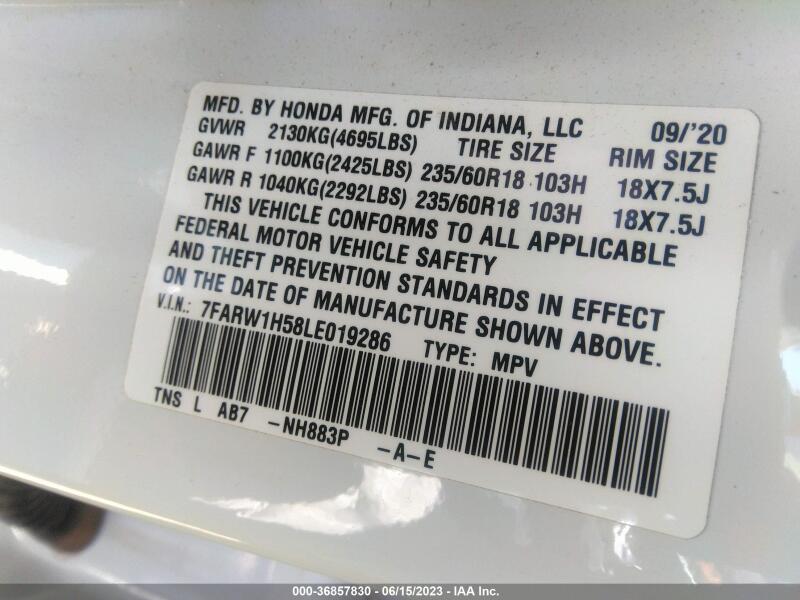 MFD. BY HONDA MFG. OF INDIANA, LLC 09/'20
GVWR 2130KG(4695LBS) TIRE SIZE RIM SIZE
GAWR F 1100KG(2425LBS) 235/60R18 103H 18X7.5J
GAWR R 1040KG(2292LBS) 235/60R18 103H 18X7.5J
THIS VEHICLE CONFORMS TO ALL APPLICABLE
FEDERAL MOTOR VEHICLE SAFETY
AND THEFT PREVENTION STANDARDS IN EFFECT
ON THE DATE OF MANUFACTURE SHOWN ABOVE.
V.I.N.: 7FARW1H58LE019286 TYPE: MPV
TNS L AB7 -NH883P -A-E
000-36857830 - 06/15/2023 - IAA Inc.